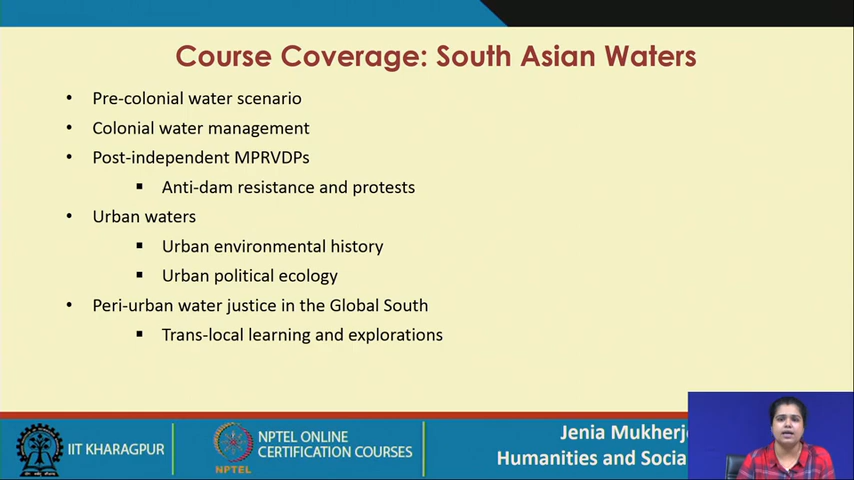 Course Coverage: South Asian Waters
• Pre-colonial water scenario
• Colonial water management
• Post-independent MPRVDPs
▪ Anti-dam resistance and protests
• Urban waters
▪ Urban environmental history
▪ Urban political ecology
• Peri-urban water justice in the Global South
▪ Trans-local learning and explorations
IIT KHARAGPUR
NPTEL
NPTEL ONLINE
CERTIFICATION COURSES
Jenia Mukherje
Humanities and Socia